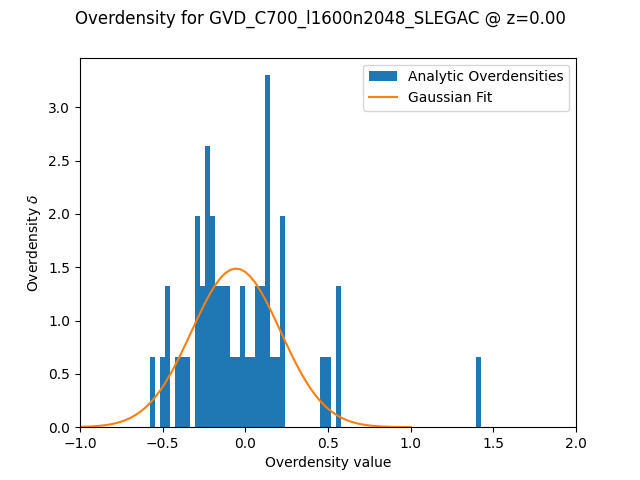 Overdensity for GVD_C700_l1600n2048_SLEGAC @ z=0.00
Analytic Overdensities
Gaussian Fit
Overdensity δ
3.0
2.5
2.0
1.5
1.0
0.5
0.0
−1.0 −0.5 0.0 0.5 1.0 1.5 2.0
Overdensity value